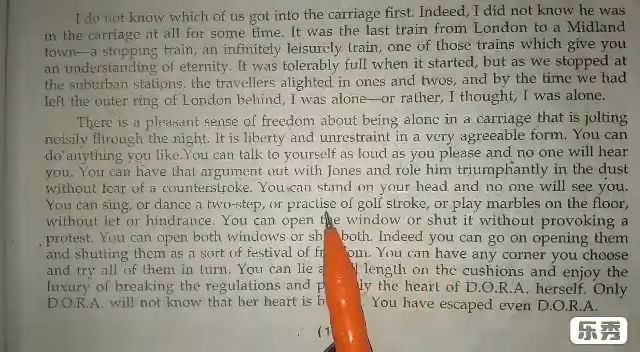 I do not know which of us got into the carriage first. Indeed, I did not know he was
in the carriage at all for some time. It was the last train from London to a Midland
town—a stopping train, an infinitely leisurely train, one of those trains which give you
an understanding of eternity. It was tolerably full when it started, but as we stopped at
the suburban stations, the travellers alighted in ones and twos, and by the time we had
left the outer ring of London behind, I was alone—or rather, I thought, I was alone.
There is a pleasant sense of freedom about being alone in a carriage that is jolting
noisily through the night. It is liberty and unrestraint in a very agreeable form. You can
do anything you like.You can talk to yourself as loud as you please and no one will hear
you. You can have that argument out with Jones and role him triumphantly in the dust
without fear of a counterstroke. You can stand on your head and no one will see you.
You can sing, or dance a two-step, or practise of golf stroke, or play marbles on the floor,
without let or hindrance. You can open the window or shut it without provoking a
protest. You can open both windows or both. Indeed you can go on opening them
and shutting them as a sort of festival of You can have any corner you choose
and try all of them in turn. You can lie length on the cushions and enjoy the
luxury of breaking the regulations and the heart of D.O.R.A. herself. Only
D.O.R.A. will not know that her heart is You have escaped even D.O.R.A.
乐秀